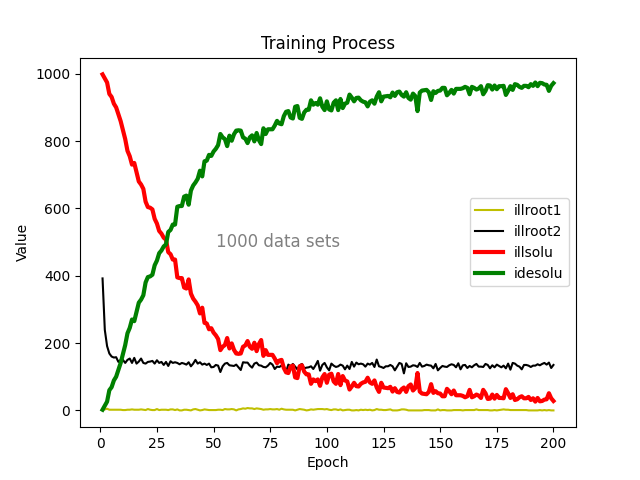 Training Process
Value
1000
800
600
400
200
0
1000 data sets
illroot1
illroot2
illsolu
idesolu
0 25 50 75 100 125 150 175 200
Epoch